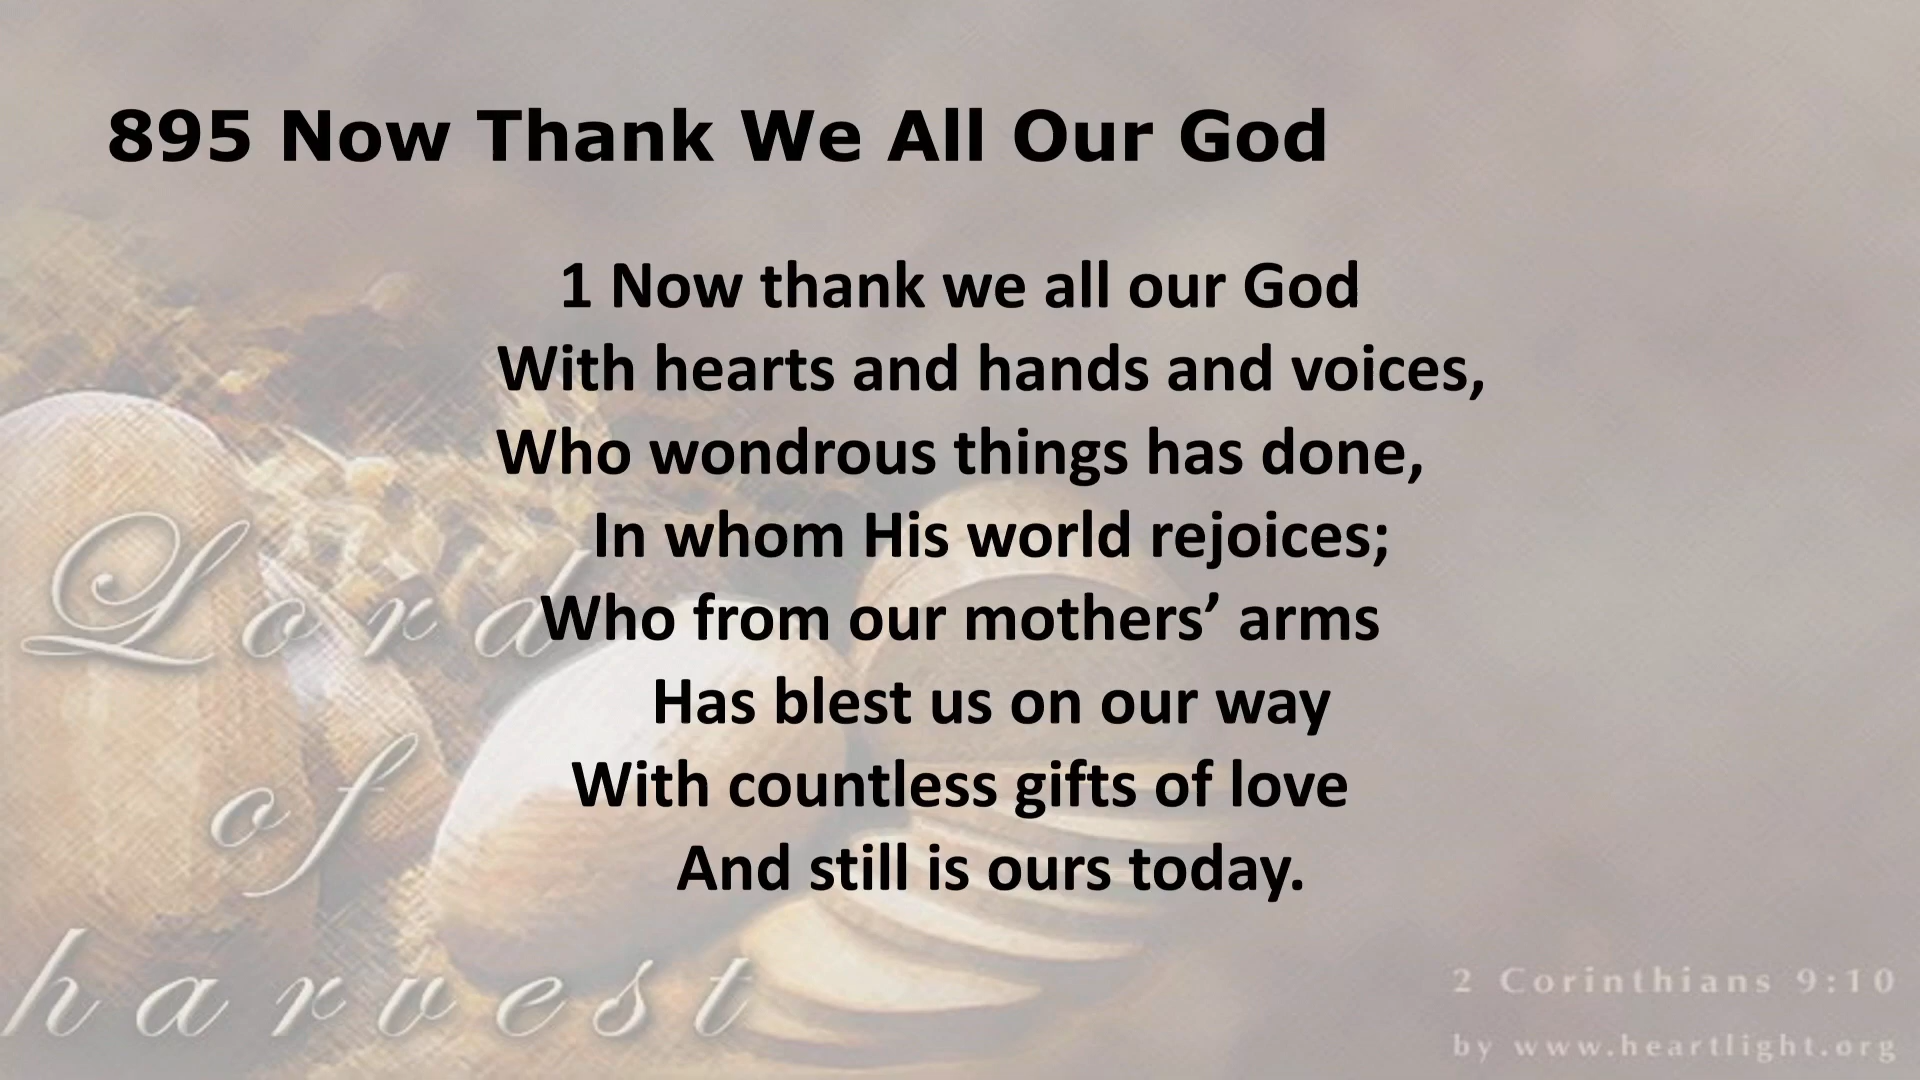 895 Now Thank We All Our God
1 Now thank we all our God
With hearts and hands and voices,
Who wondrous things has done,
In whom His world rejoices;
Who from our mothers’ arms
Has blest us on our way
With countless gifts of love
And still is ours today.
Lord
of
harvest
2 Corinthians 9:10
by www.heartlight.org